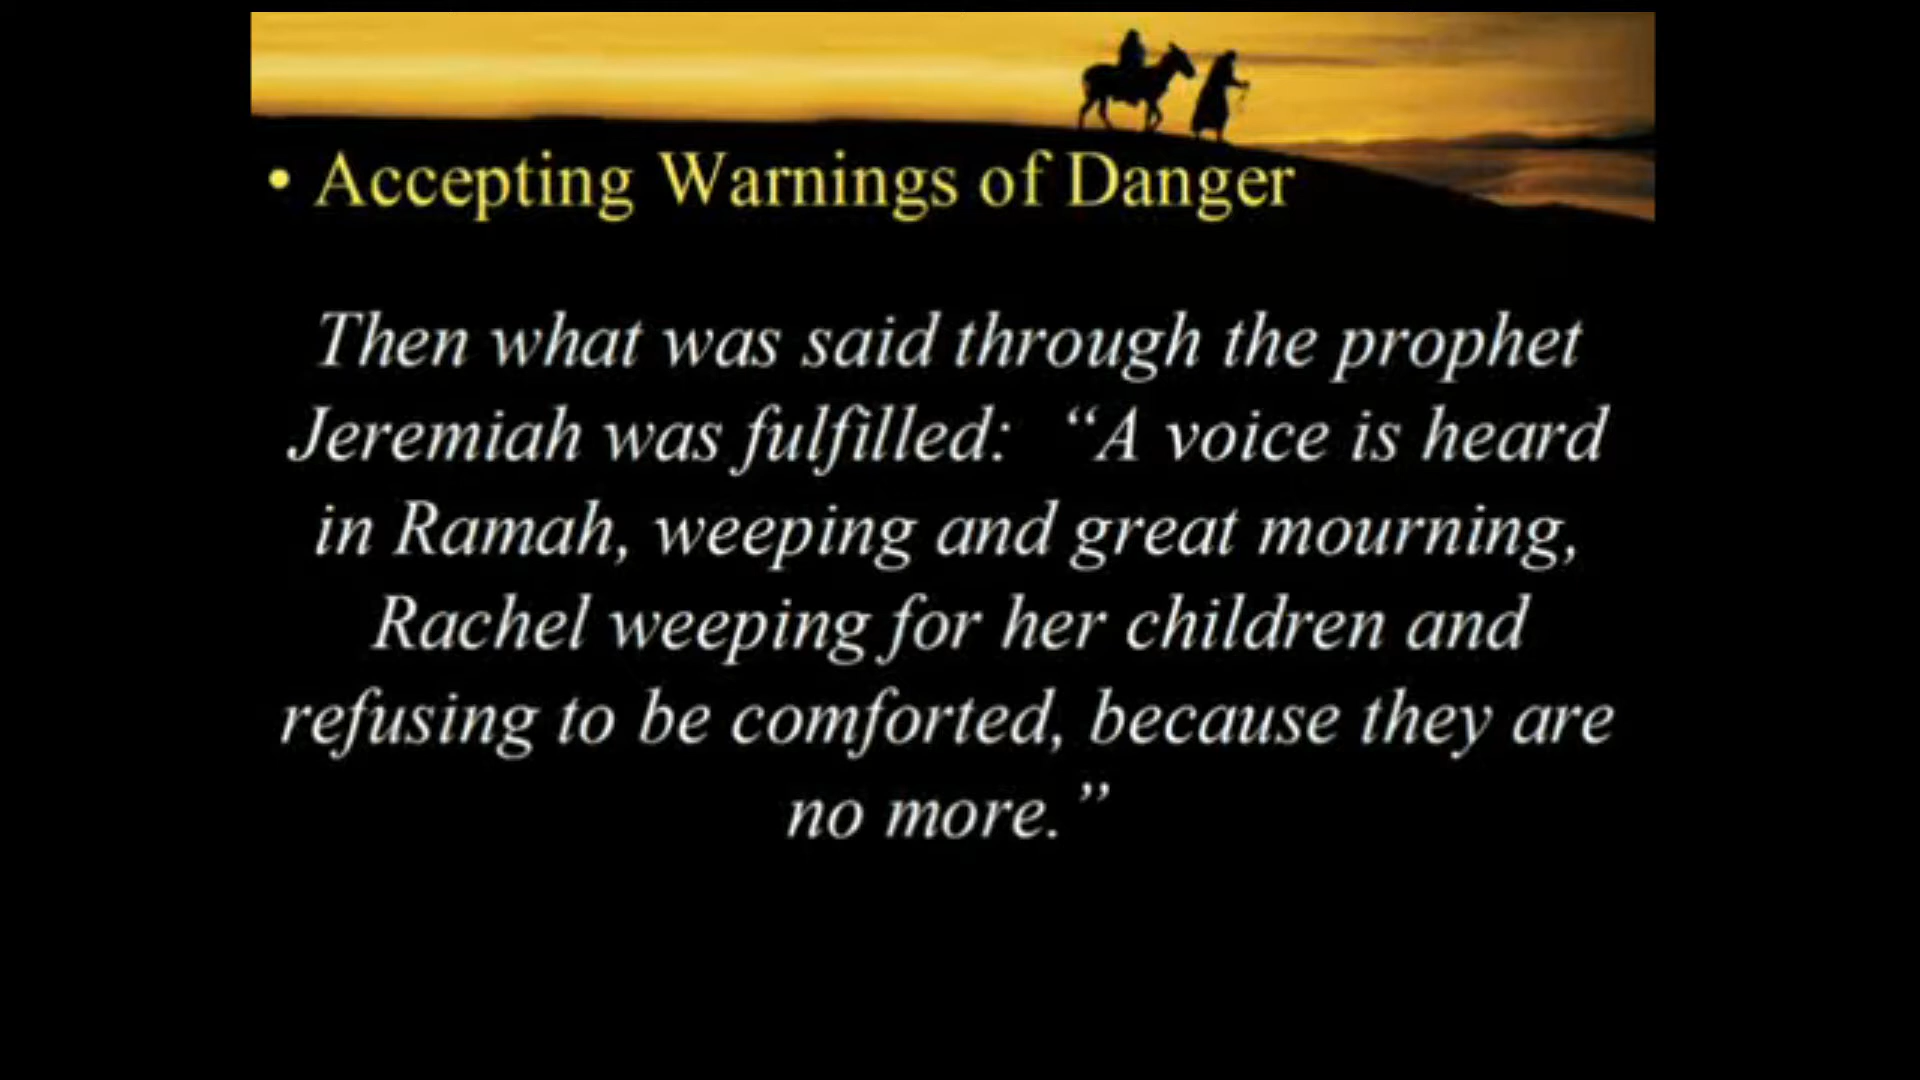 • Accepting Warnings of Danger
Then what was said through the prophet
Jeremiah was fulfilled:  “A voice is heard
in Ramah, weeping and great mourning,
Rachel weeping for her children and
refusing to be comforted, because they are
no more.”